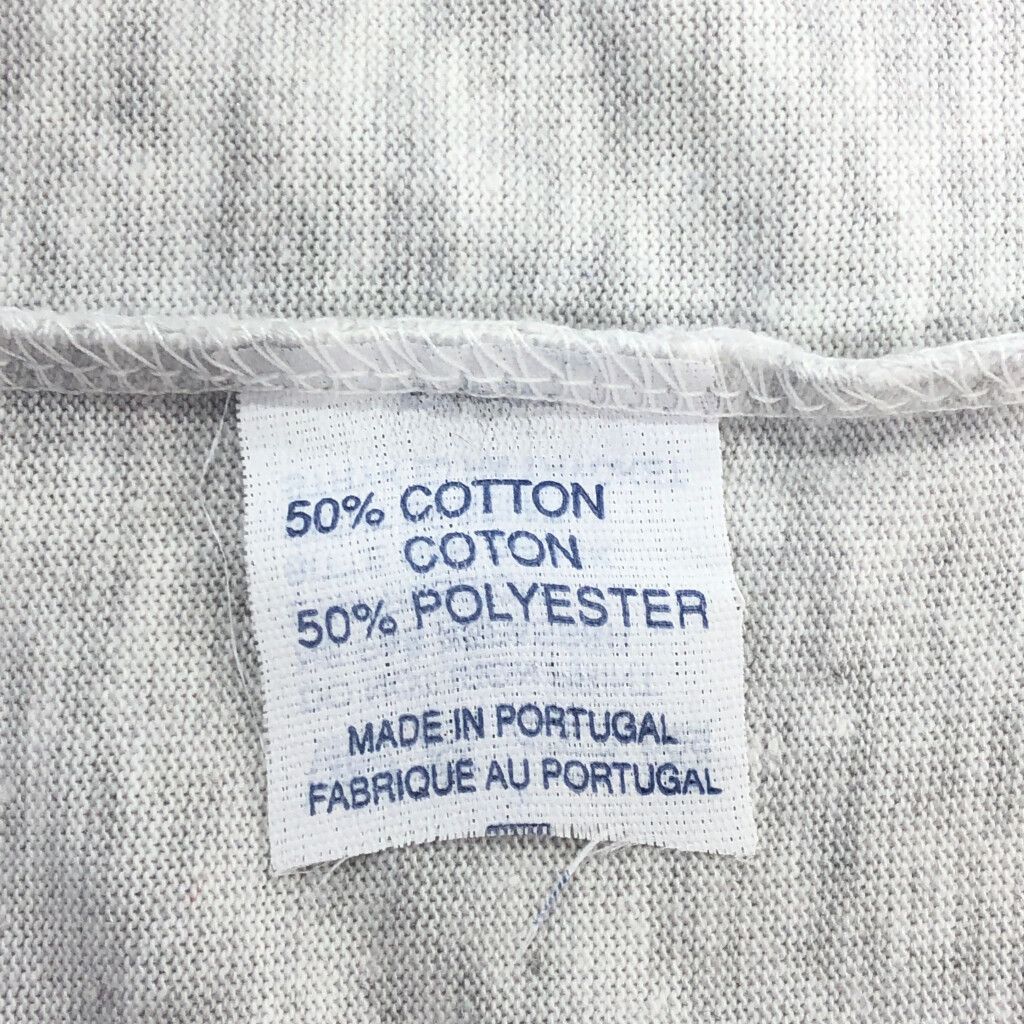 50% COTTON
COTON
50% POLYESTER
MADE IN PORTUGAL
FABRIQUE AU PORTUGAL